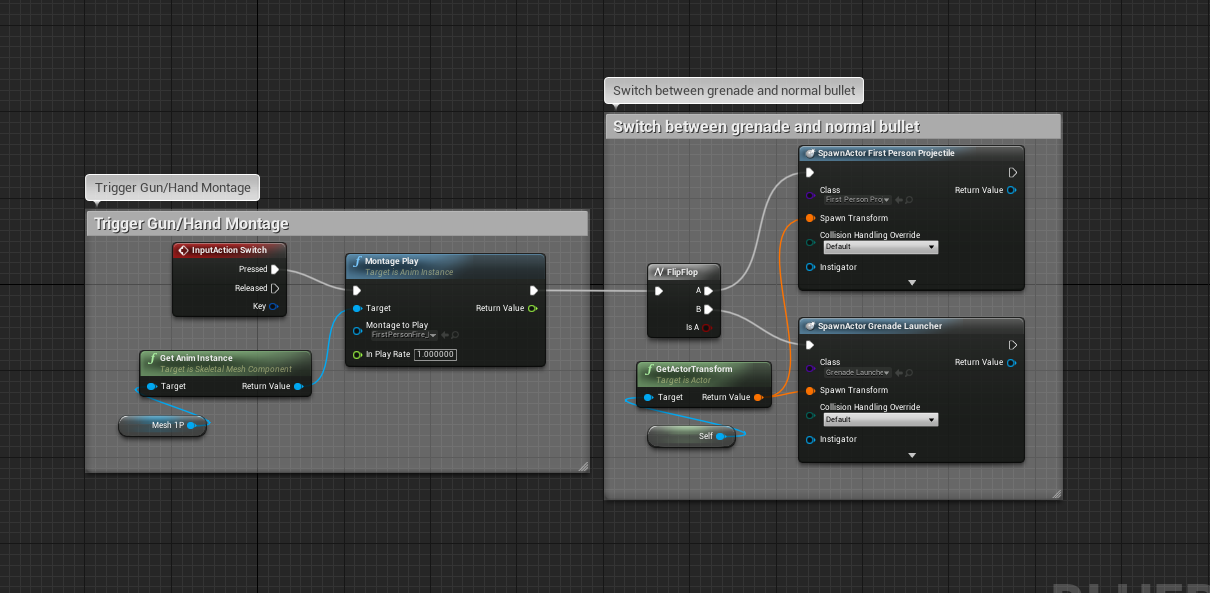 Switch between grenade and normal bullet
Switch between grenade and normal bullet
SpawnActor First Person Projectile
Class
Return Value
First Person Proj
Spawn Transform
Collision Handling Override
Default
Instigator
Trigger Gun/Hand Montage
Trigger Gun/Hand Montage
InputAction Switch
Pressed
Released
Key
Montage Play
Target is Anim Instance
Target
Return Value
Montage to Play
In Play Rate
1.000000
Get Anim Instance
Target is Skeletal Mesh Component
Target
Return Value
Mesh 1P
FlipFlop
A
B
Is A
GetActorTransform
Target is Actor
Target
Return Value
Self
SpawnActor Grenade Launcher
Class
Return Value
Grenade Launche
Spawn Transform
Collision Handling Override
Default
Instigator